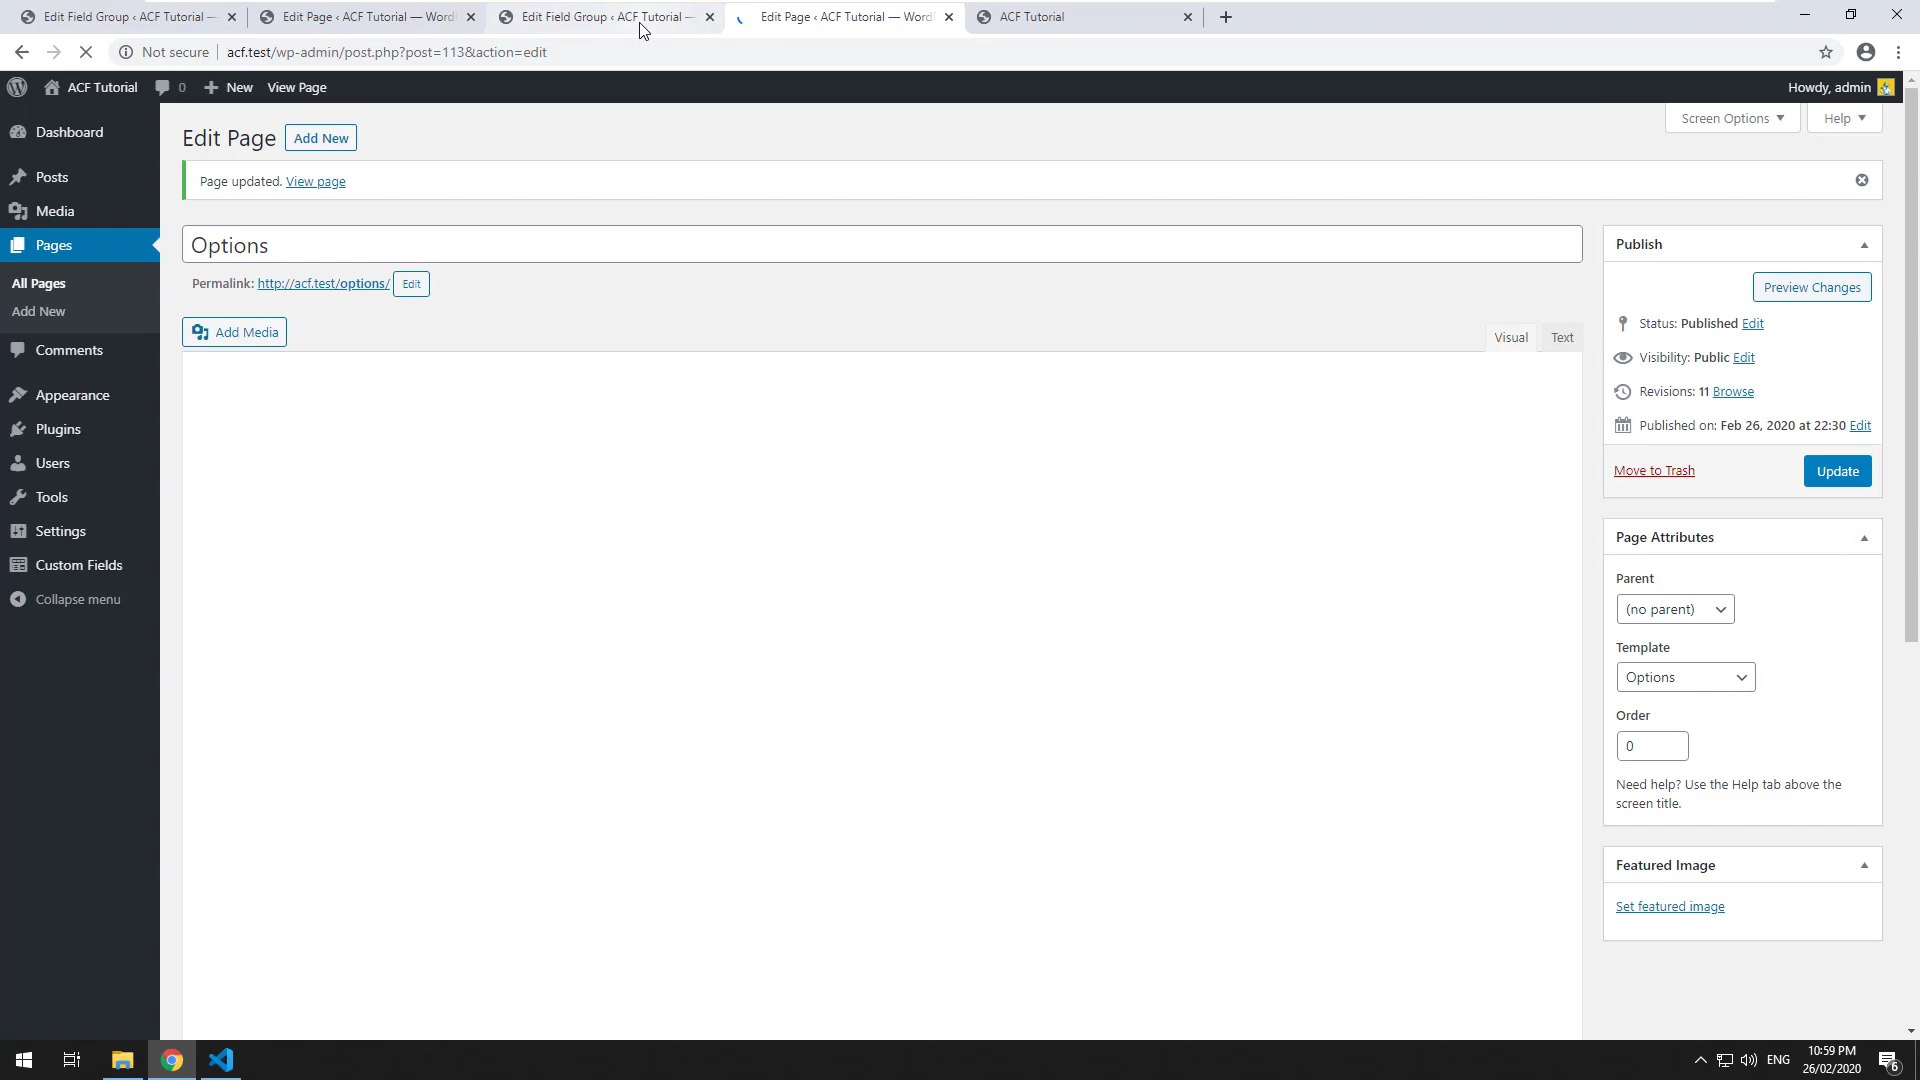 Edit Field Group ‹ ACF Tutorial —
Edit Page ‹ ACF Tutorial — Word
Edit Field Group ‹ ACF Tutorial —
Edit Page ‹ ACF Tutorial — Word
ACF Tutorial
Not secure
acf.test/wp-admin/post.php?post=113&action=edit
ACF Tutorial
0
New
View Page
Howdy, admin
Dashboard
Posts
Media
Pages
All Pages
Add New
Comments
Appearance
Plugins
Users
Tools
Settings
Custom Fields
Collapse menu
Screen Options
Help
Edit Page
Add New
Page updated. View page
Options
Permalink: http://acf.test/options/
Edit
Add Media
Visual
Text
Publish
Preview Changes
Status: Published Edit
Visibility: Public Edit
Revisions: 11 Browse
Published on: Feb 26, 2020 at 22:30 Edit
Move to Trash
Update
Page Attributes
Parent
(no parent)
Template
Options
Order
0
Need help? Use the Help tab above the
screen title.
Featured Image
Set featured image
ENG
10:59 PM
26/02/2020
6